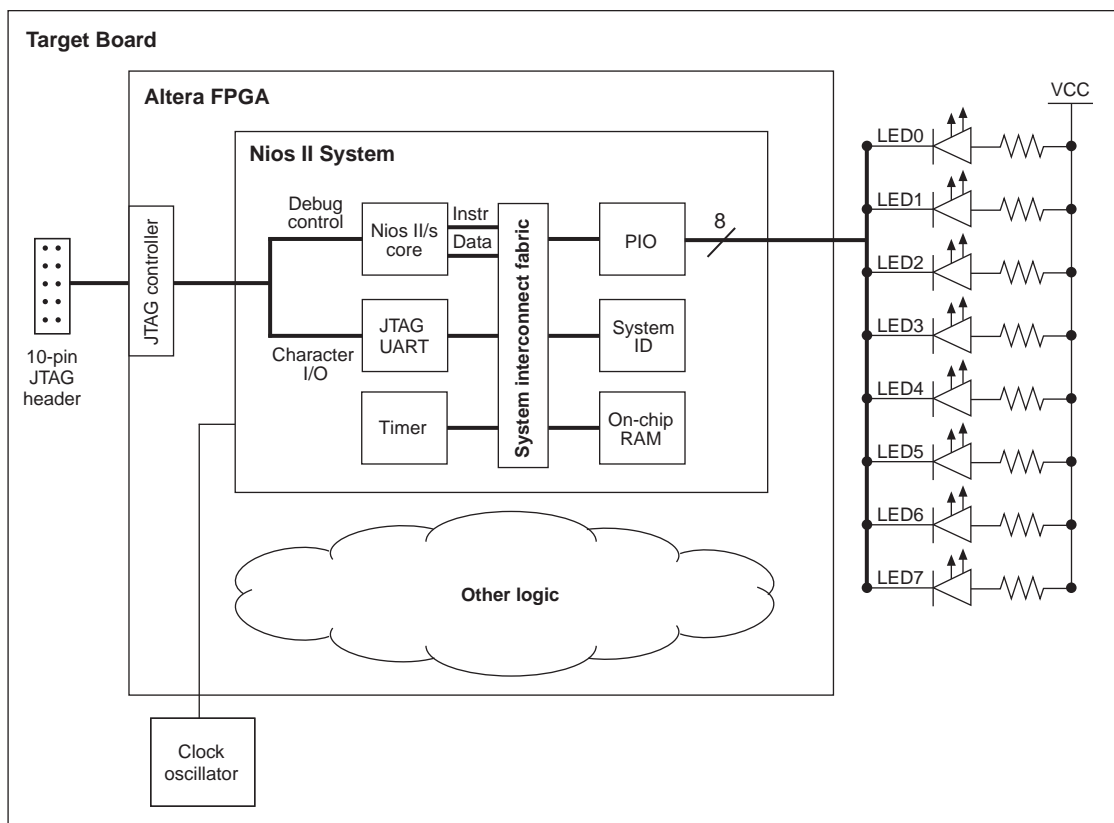 Target Board
Altera FPGA
VCC
Nios II System
LED0
Debug
control
Instr
Data
Nios II/s
core
System interconnect fabric
PIO
8
LED1
JTAG controller
LED2
LED3
10-pin
JTAG
header
Character
I/O
JTAG
UART
System
ID
LED4
Timer
On-chip
RAM
LED5
LED6
LED7
Other logic
Clock
oscillator